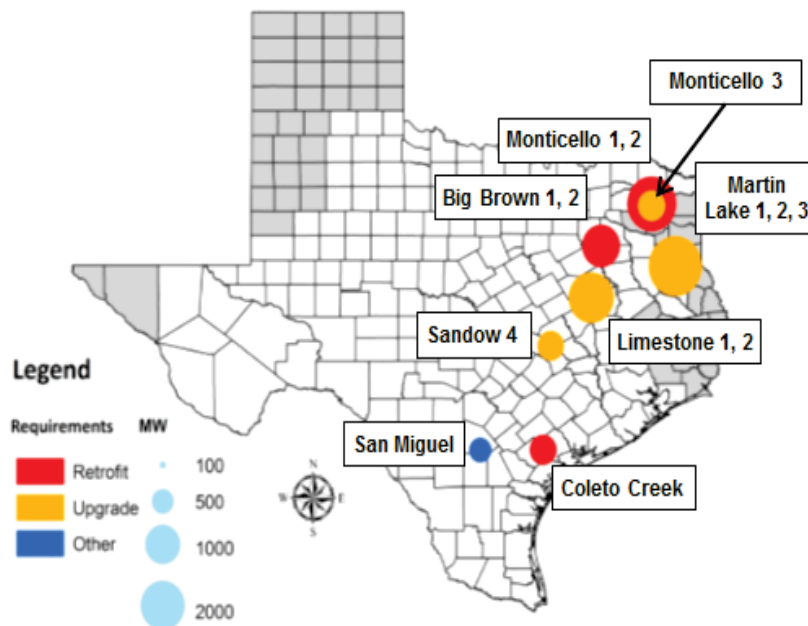 Monticello 3
Monticello 1, 2
Big Brown 1, 2
Martin
Lake 1, 2, 3
Sandow 4
Limestone 1, 2
San Miguel
Coleto Creek
Legend
Requirements
MW
Retrofit
Upgrade
Other
100
500
1000
2000
N
W
E
S